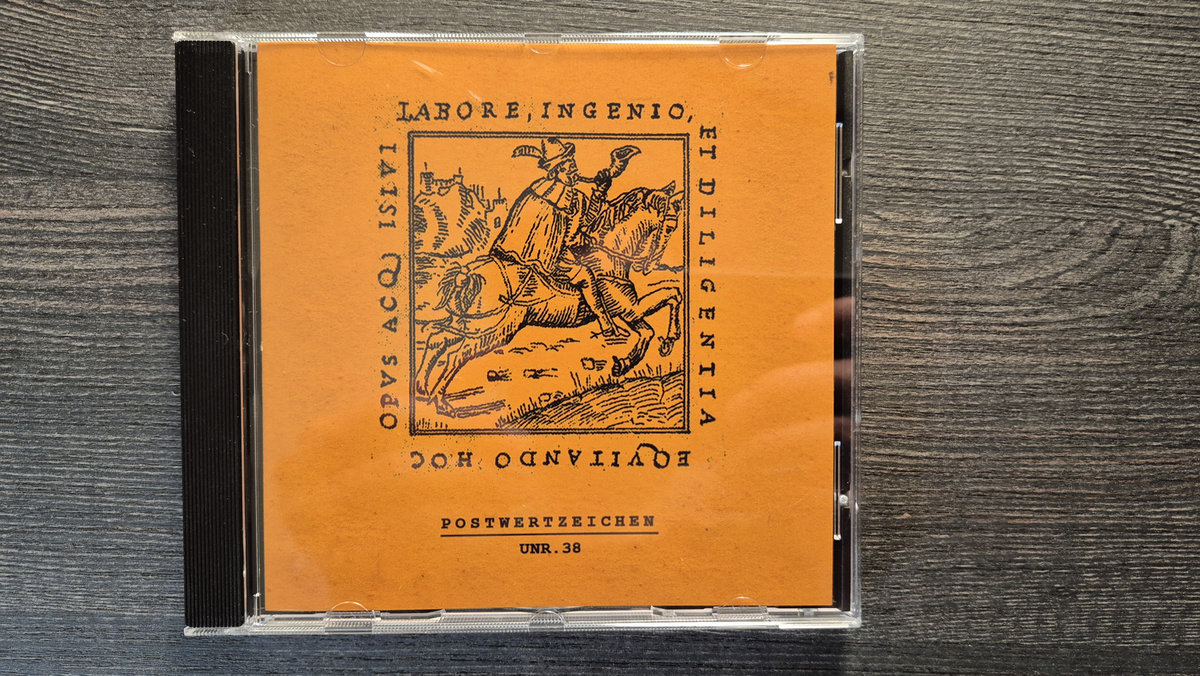 LABORE, INGENIO,
ET DILIGENTIA
EQVITANDO HOC
OPVS ACQVISIVI
POSTWERTZEICHEN
UNR.38